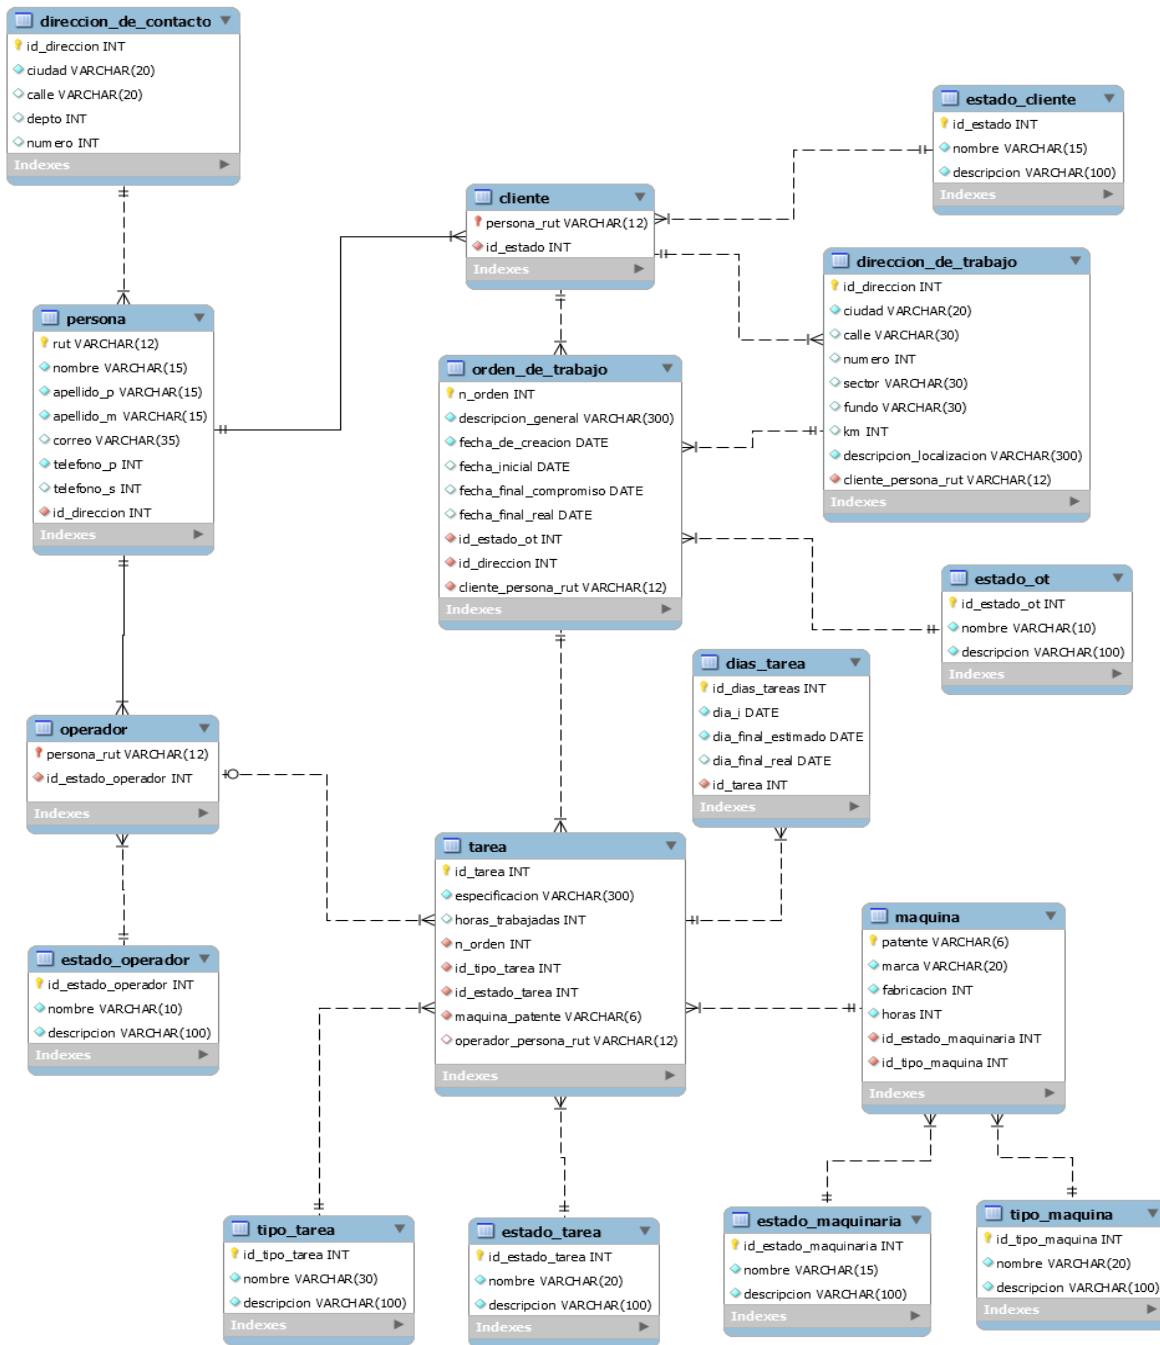 direccion_de_contacto
id_direccion INT
ciudad VARCHAR(20)
calle VARCHAR(20)
depto INT
numero INT
Indexes
estado_cliente
id_estado INT
nombre VARCHAR(15)
descripcion VARCHAR(100)
Indexes
cliente
persona_rut VARCHAR(12)
id_estado INT
Indexes
direccion_de_trabajo
id_direccion INT
ciudad VARCHAR(20)
calle VARCHAR(30)
numero INT
sector VARCHAR(30)
fundo VARCHAR(30)
km INT
descripcion_localizacion VARCHAR(300)
cliente_persona_rut VARCHAR(12)
Indexes
persona
rut VARCHAR(12)
nombre VARCHAR(15)
apellido_p VARCHAR(15)
apellido_m VARCHAR(15)
correo VARCHAR(35)
telefono_p INT
telefono_s INT
id_direccion INT
Indexes
orden_de_trabajo
n_orden INT
descripcion_general VARCHAR(300)
fecha_de_creacion DATE
fecha_inicial DATE
fecha_final_compromiso DATE
fecha_final_real DATE
id_estado_ot INT
id_direccion INT
cliente_persona_rut VARCHAR(12)
Indexes
estado_ot
id_estado_ot INT
nombre VARCHAR(10)
descripcion VARCHAR(100)
Indexes
dias_tarea
id_dias_tareas INT
dia_i DATE
dia_final_estimado DATE
dia_final_real DATE
id_tarea INT
Indexes
operador
persona_rut VARCHAR(12)
id_estado_operador INT
Indexes
tarea
id_tarea INT
especificacion VARCHAR(300)
horas_trabajadas INT
n_orden INT
id_tipo_tarea INT
id_estado_tarea INT
maquina_patente VARCHAR(6)
operador_persona_rut VARCHAR(12)
Indexes
maquina
patente VARCHAR(6)
marca VARCHAR(20)
fabricacion INT
horas INT
id_estado_maquinaria INT
id_tipo_maquina INT
Indexes
estado_operador
id_estado_operador INT
nombre VARCHAR(10)
descripcion VARCHAR(100)
Indexes
tipo_tarea
id_tipo_tarea INT
nombre VARCHAR(30)
descripcion VARCHAR(100)
Indexes
estado_tarea
id_estado_tarea INT
nombre VARCHAR(20)
descripcion VARCHAR(100)
Indexes
estado_maquinaria
id_estado_maquinaria INT
nombre VARCHAR(15)
descripcion VARCHAR(100)
Indexes
tipo_maquina
id_tipo_maquina INT
nombre VARCHAR(20)
descripcion VARCHAR(100)
Indexes